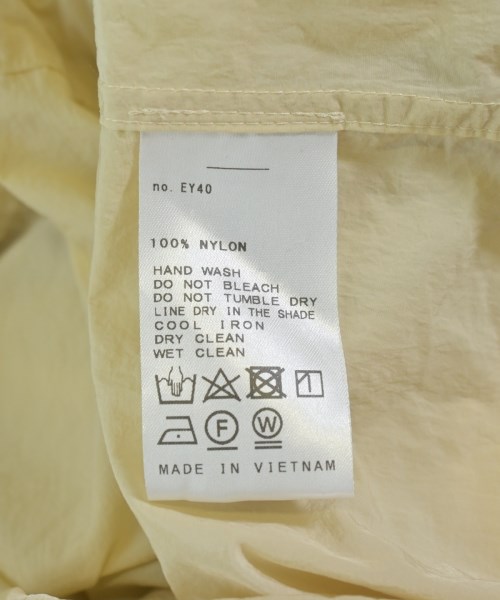 no. EY40
100% NYLON
HAND WASH
DO NOT BLEACH
DO NOT TUMBLE DRY
LINE DRY IN THE SHADE
COOL IRON
DRY CLEAN
WET CLEAN
F W
MADE IN VIETNAM